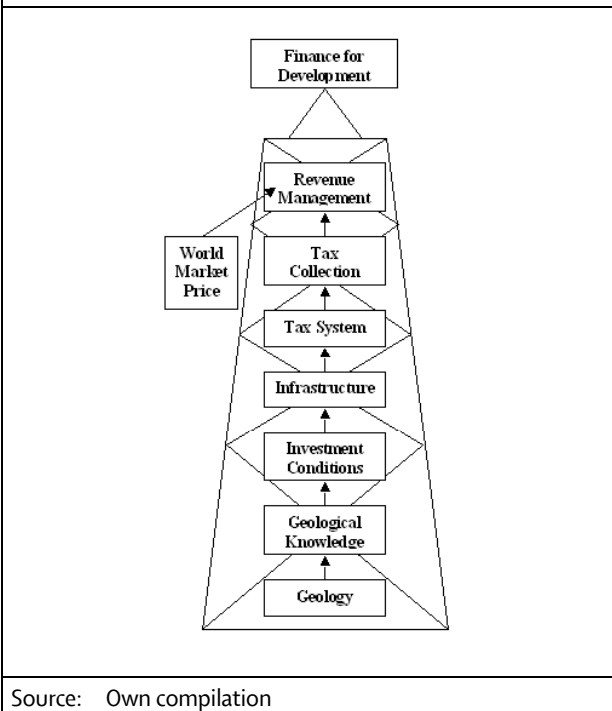 Finance for
Development
Revenue
Management
World
Market
Price
Tax
Collection
Tax System
Infrastructure
Investment
Conditions
Geological
Knowledge
Geology
Source: Own compilation